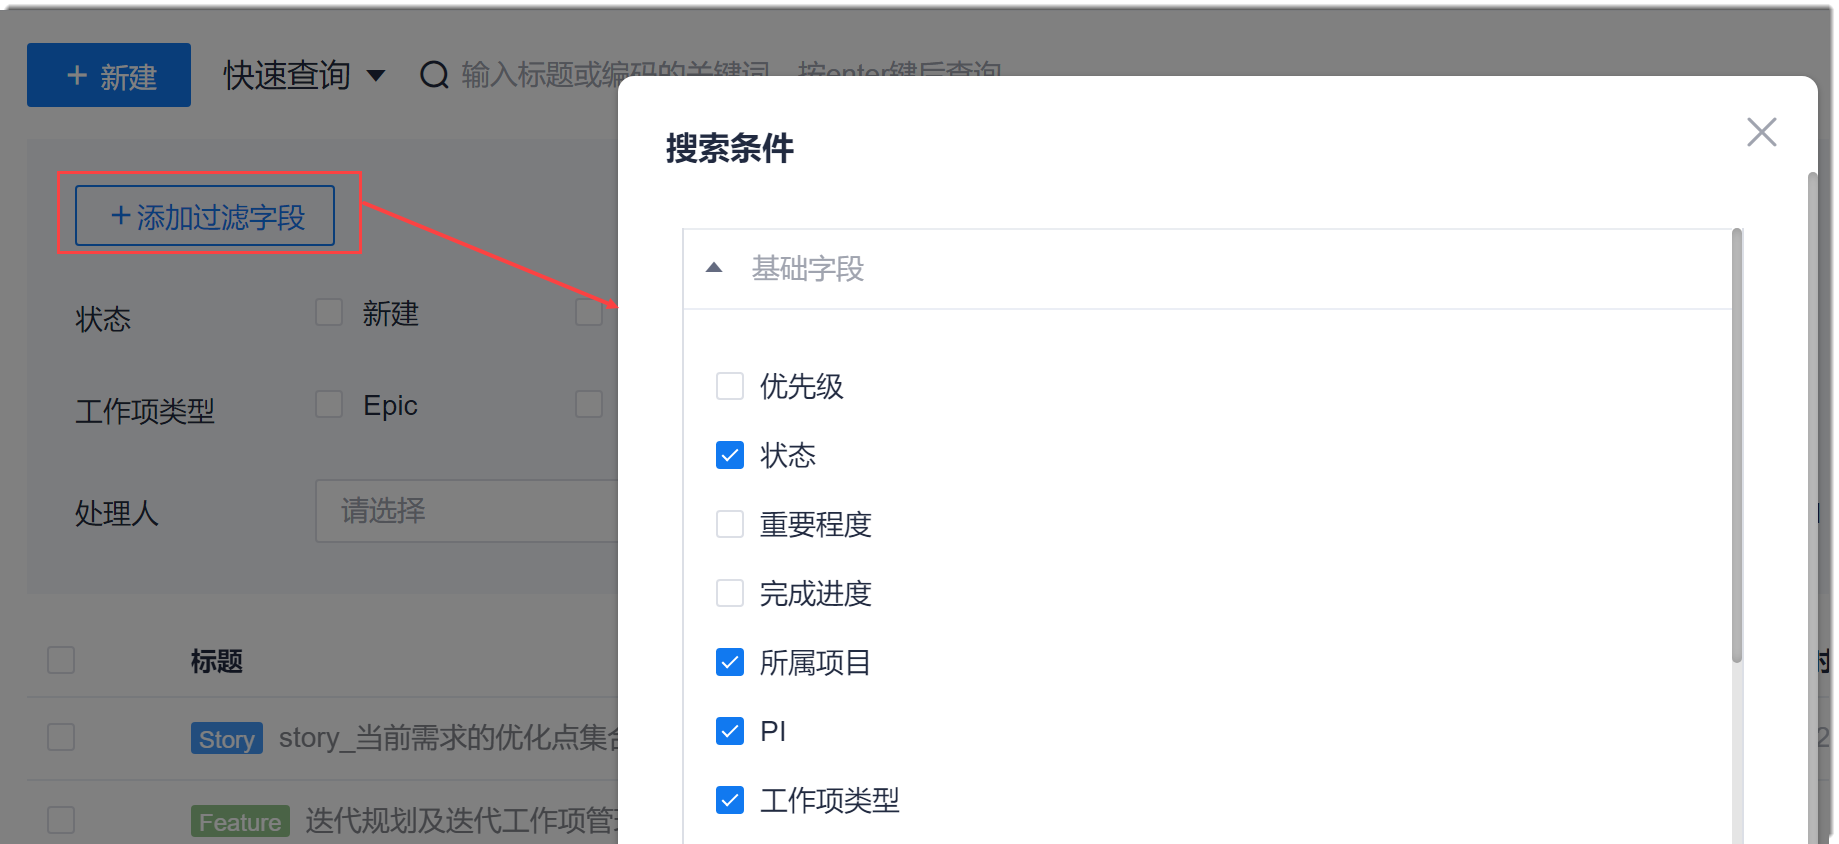 + 新建
快速查询
输入标题或编码的关键词，按enter键后查询
搜索条件
+ 添加过滤字段
基础字段
状态
新建
工作项类型
Epic
处理人
请选择
优先级
状态
重要程度
完成进度
所属项目
PI
工作项类型
标题
Story story_当前需求的优化点集合
Feature 迭代规划及迭代工作项管